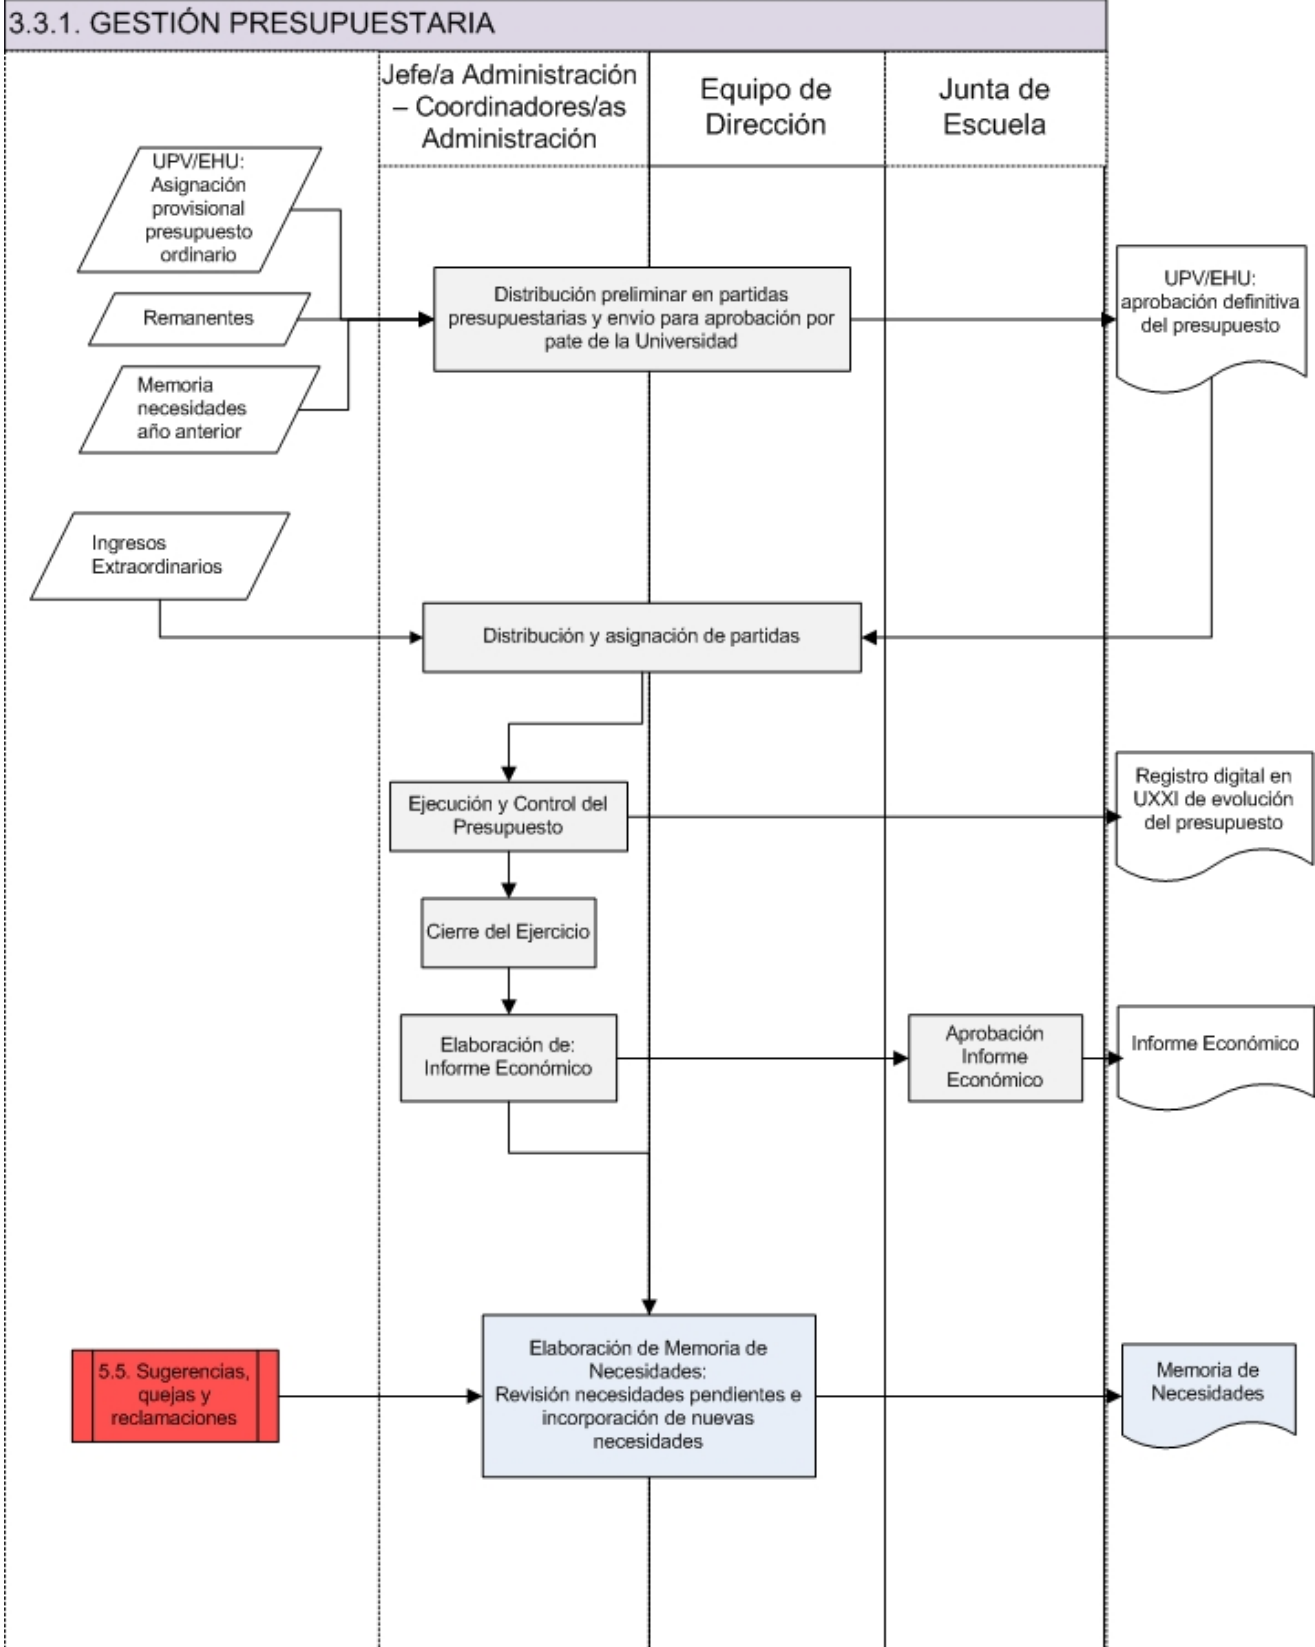 3.3.1. GESTIÓN PRESUPUESTARIA
Jefe/a Administración
– Coordinadores/as
Administración
Equipo de
Dirección
Junta de
Escuela
UPV/EHU:
Asignación
provisional
presupuesto
ordinario
Remanentes
Memoria
necesidades
año anterior
Distribución preliminar en partidas
presupuestarias y envío para aprobación por
pate de la Universidad
UPV/EHU:
aprobación definitiva
del presupuesto
Ingresos
Extraordinarios
Distribución y asignación de partidas
Ejecución y Control del
Presupuesto
Registro digital en
UXXI de evolución
del presupuesto
Cierre del Ejercicio
Elaboración de:
Informe Económico
Aprobación
Informe
Económico
Informe Económico
5.5. Sugerencias,
quejas y
reclamaciones
Elaboración de Memoria de
Necesidades:
Revisión necesidades pendientes e
incorporación de nuevas
necesidades
Memoria de
Necesidades